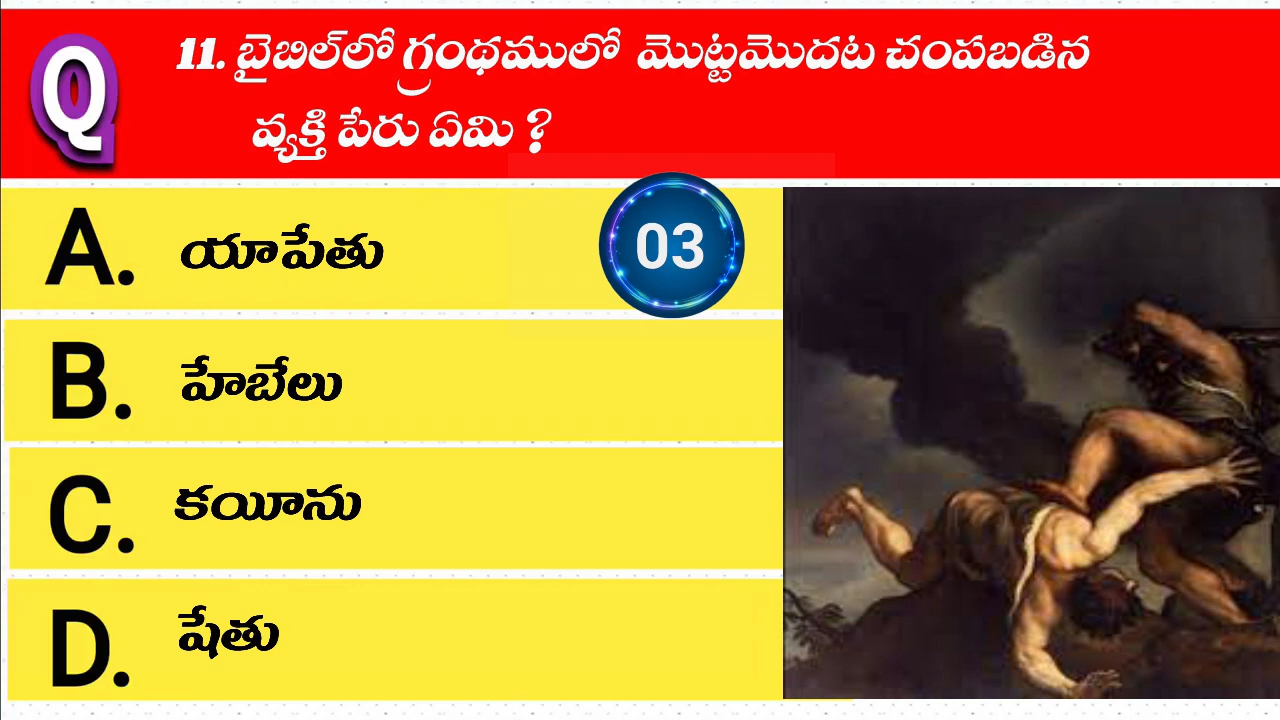 Q
11. బైబిల్‌లో గ్రంథములో మొట్టమొదట చంపబడిన
వ్యక్తి పేరు ఏమి ?
03
A. యాపేతు
B. హేబేలు
C. కయీను
D. షేతు